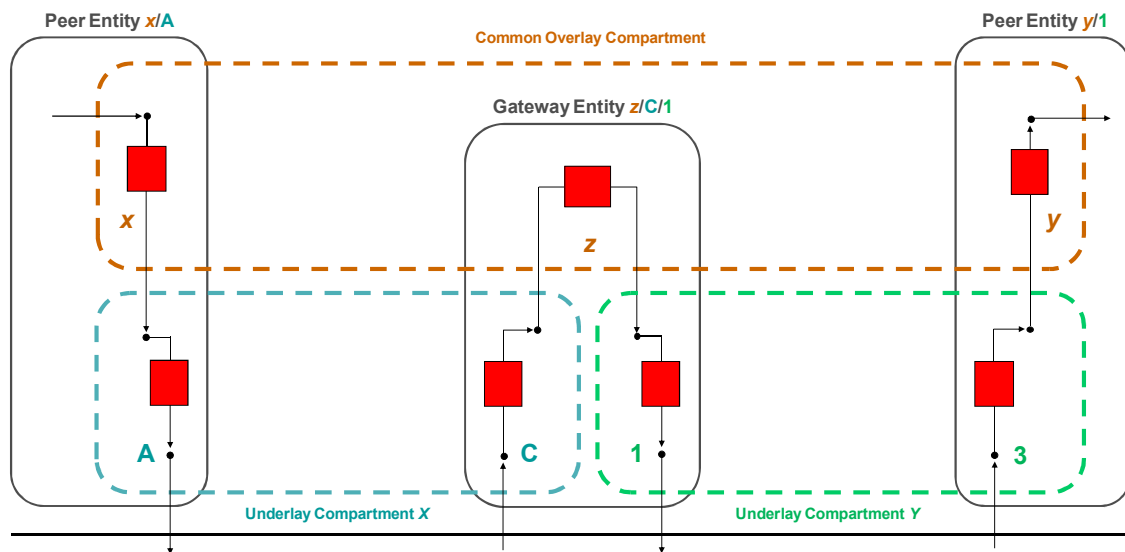 Peer Entity x/A
Peer Entity y/1
Common Overlay Compartment
Gateway Entity z/C/1
x
z
y
A
C
1
3
Underlay Compartment X
Underlay Compartment Y